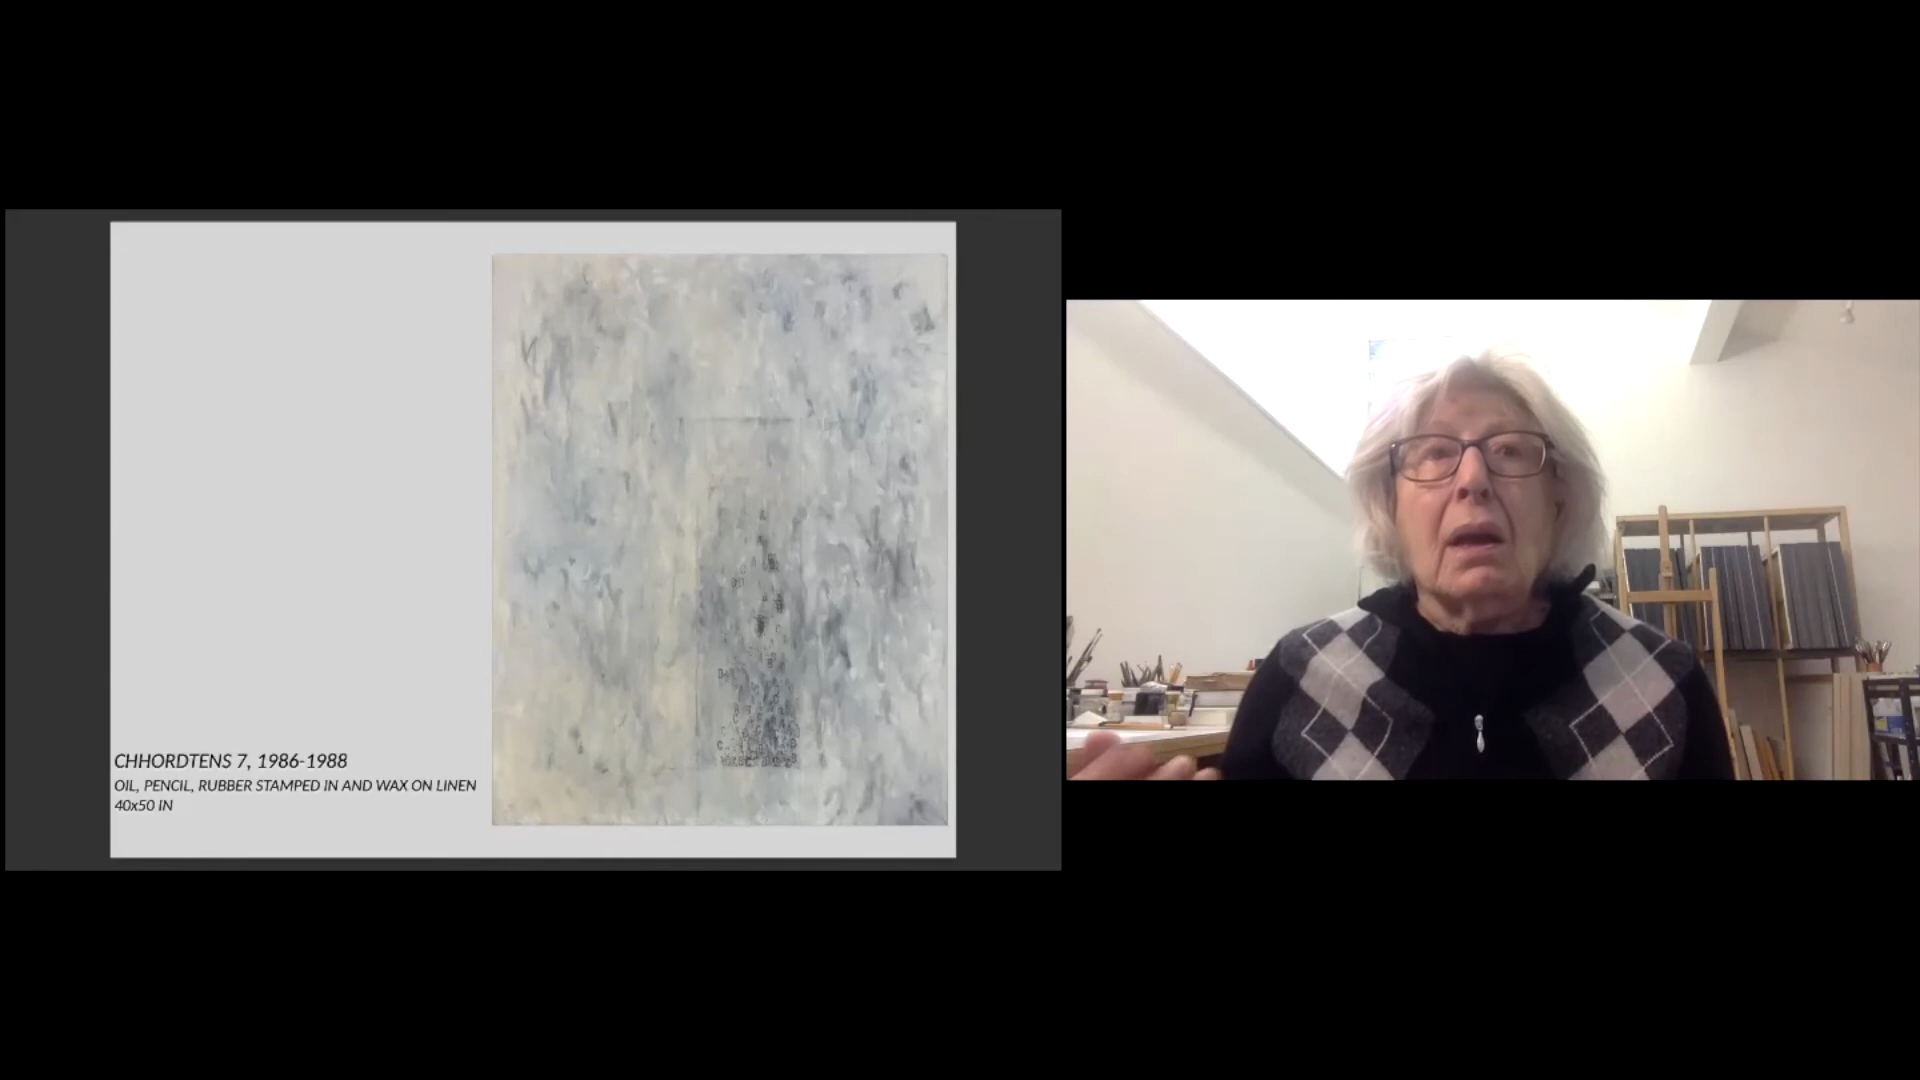 CHHORDTENS 7, 1986-1988
OIL, PENCIL, RUBBER STAMPED IN AND WAX ON LINEN
40x50 IN